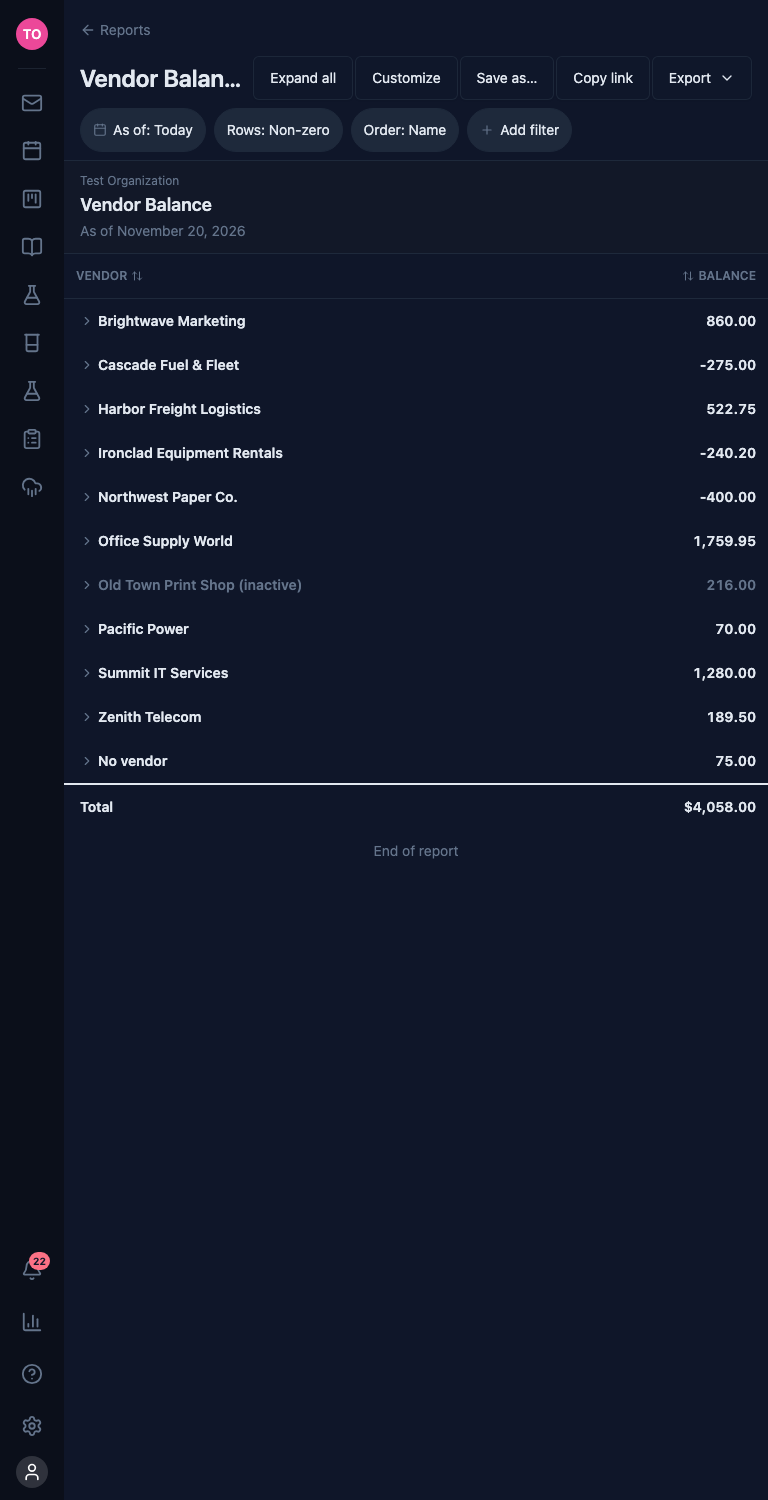 TO
Reports
Vendor Balan...
Expand all
Customize
Save as...
Copy link
Export
As of: Today
Rows: Non-zero
Order: Name
Add filter
Test Organization
Vendor Balance
As of November 20, 2026
VENDOR BALANCE
Brightwave Marketing 860.00
Cascade Fuel & Fleet -275.00
Harbor Freight Logistics 522.75
Ironclad Equipment Rentals -240.20
Northwest Paper Co. -400.00
Office Supply World 1,759.95
Old Town Print Shop (inactive) 216.00
Pacific Power 70.00
Summit IT Services 1,280.00
Zenith Telecom 189.50
No vendor 75.00
Total $4,058.00
End of report
22